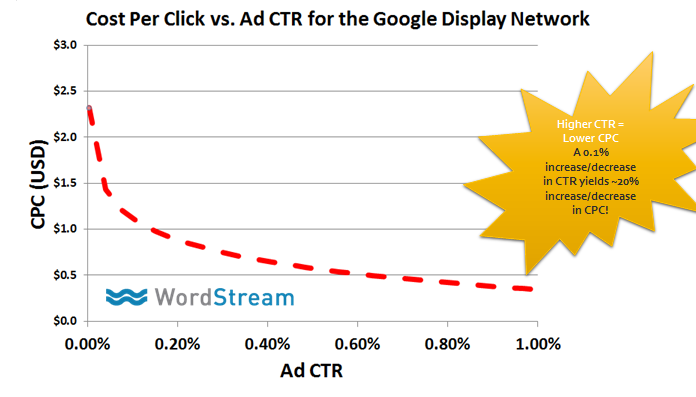 Cost Per Click vs. Ad CTR for the Google Display Network
$3.0
$2.5
$2.0
$1.5
$1.0
$0.5
$0.0
CPC (USD)
Higher CTR =
Lower CPC
A 0.1%
increase/decrease
in CTR yields ~20%
increase/decrease
in CPC!
WordStream
0.00% 0.20% 0.40% 0.60% 0.80% 1.00%
Ad CTR